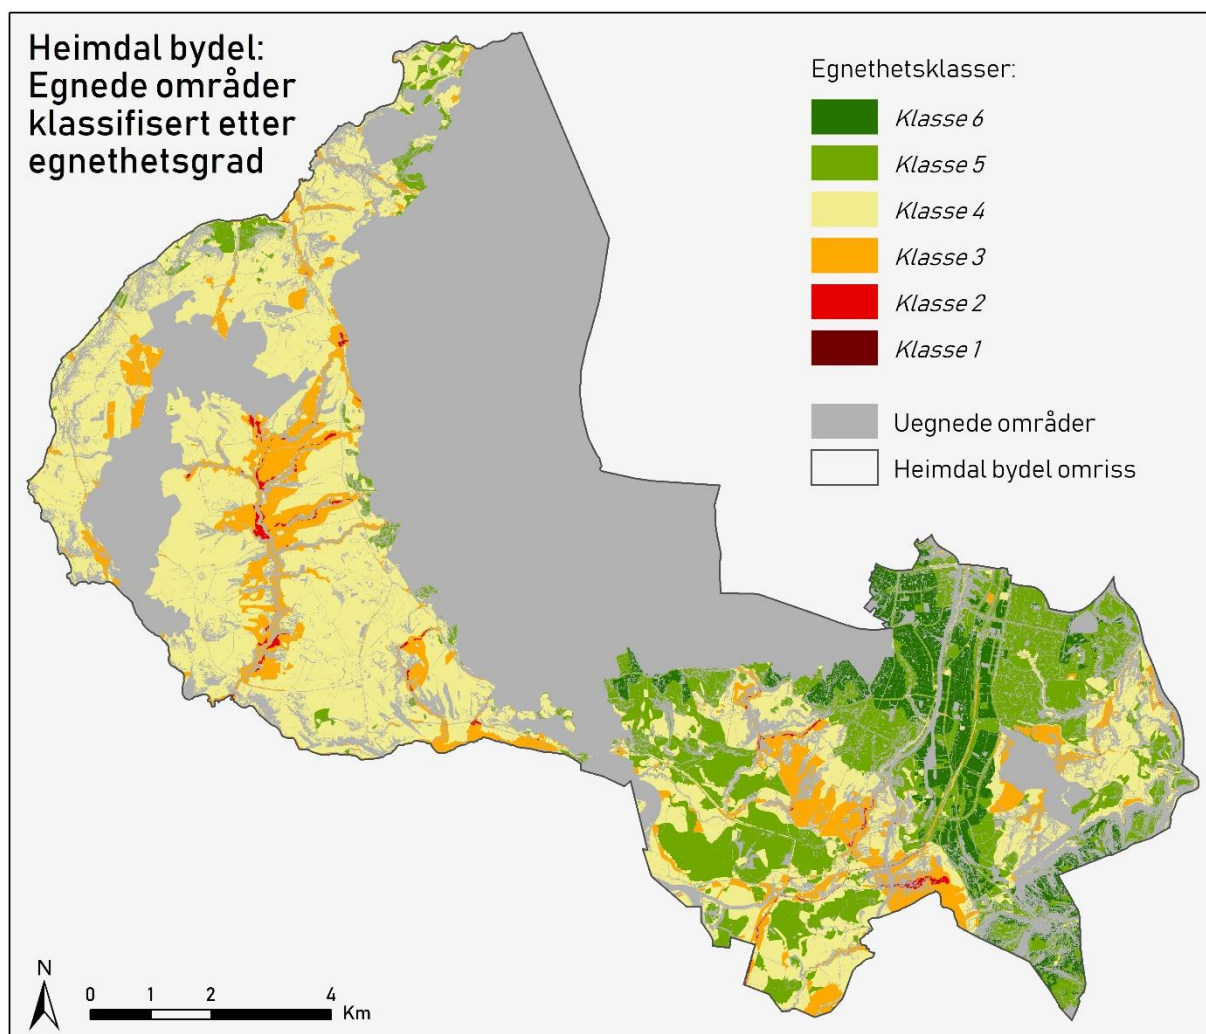 Heimdal bydel:
Egnede områder
klassifisert etter
egnethetsgrad
Egnethetsklasser:
Klasse 6
Klasse 5
Klasse 4
Klasse 3
Klasse 2
Klasse 1
Uegnede områder
Heimdal bydel omriss
N
0 1 2 4
Km